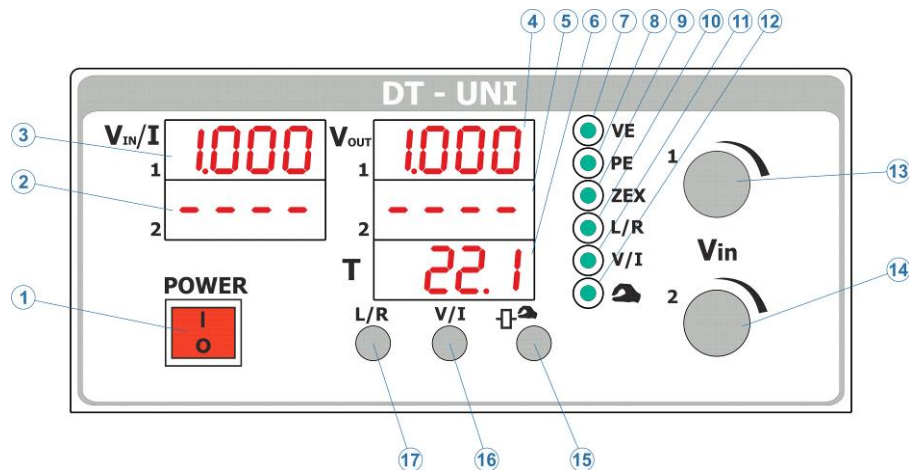 4 5 6 7 8 9 10 11 12
DT - UNI
3 VIN/I 1 1.000
VOUT 1 1.000
2 2 - - - -
2 - - - -
T 22.1
VE
PE
ZEX
L/R
V/I
1 13
Vin
2 14
POWER
1 I
O
L/R V/I
17 16 15